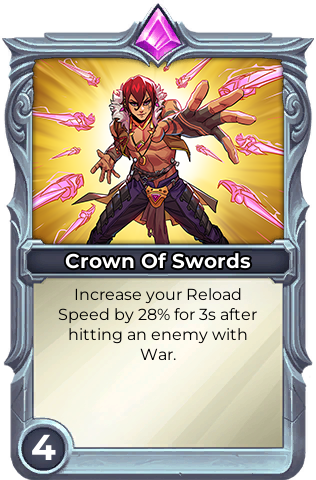 Crown Of Swords
Increase your Reload
Speed by 28% for 3s after
hitting an enemy with
War.
4